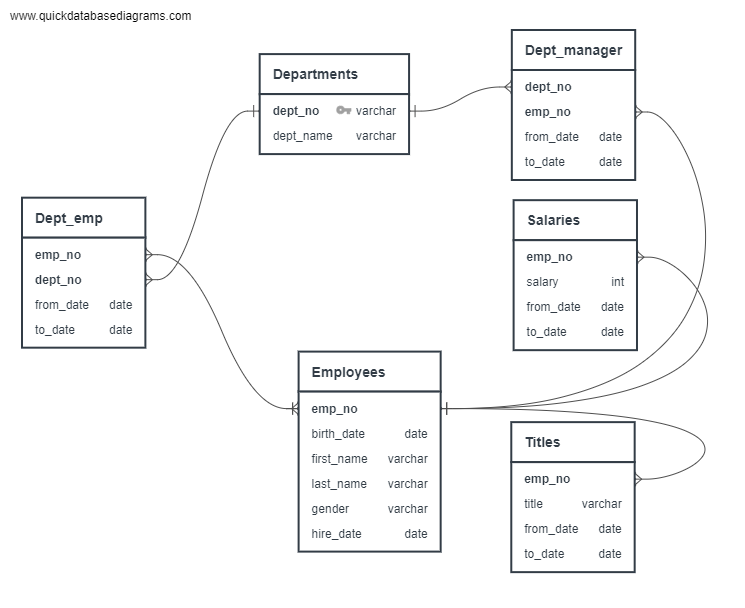 www.quickdatabasediagrams.com
Departments
dept_no varchar
dept_name varchar
Dept_manager
dept_no
emp_no
from_date date
to_date date
Dept_emp
emp_no
dept_no
from_date date
to_date date
Salaries
emp_no
salary int
from_date date
to_date date
Employees
emp_no
birth_date date
first_name varchar
last_name varchar
gender varchar
hire_date date
Titles
emp_no
title varchar
from_date date
to_date date